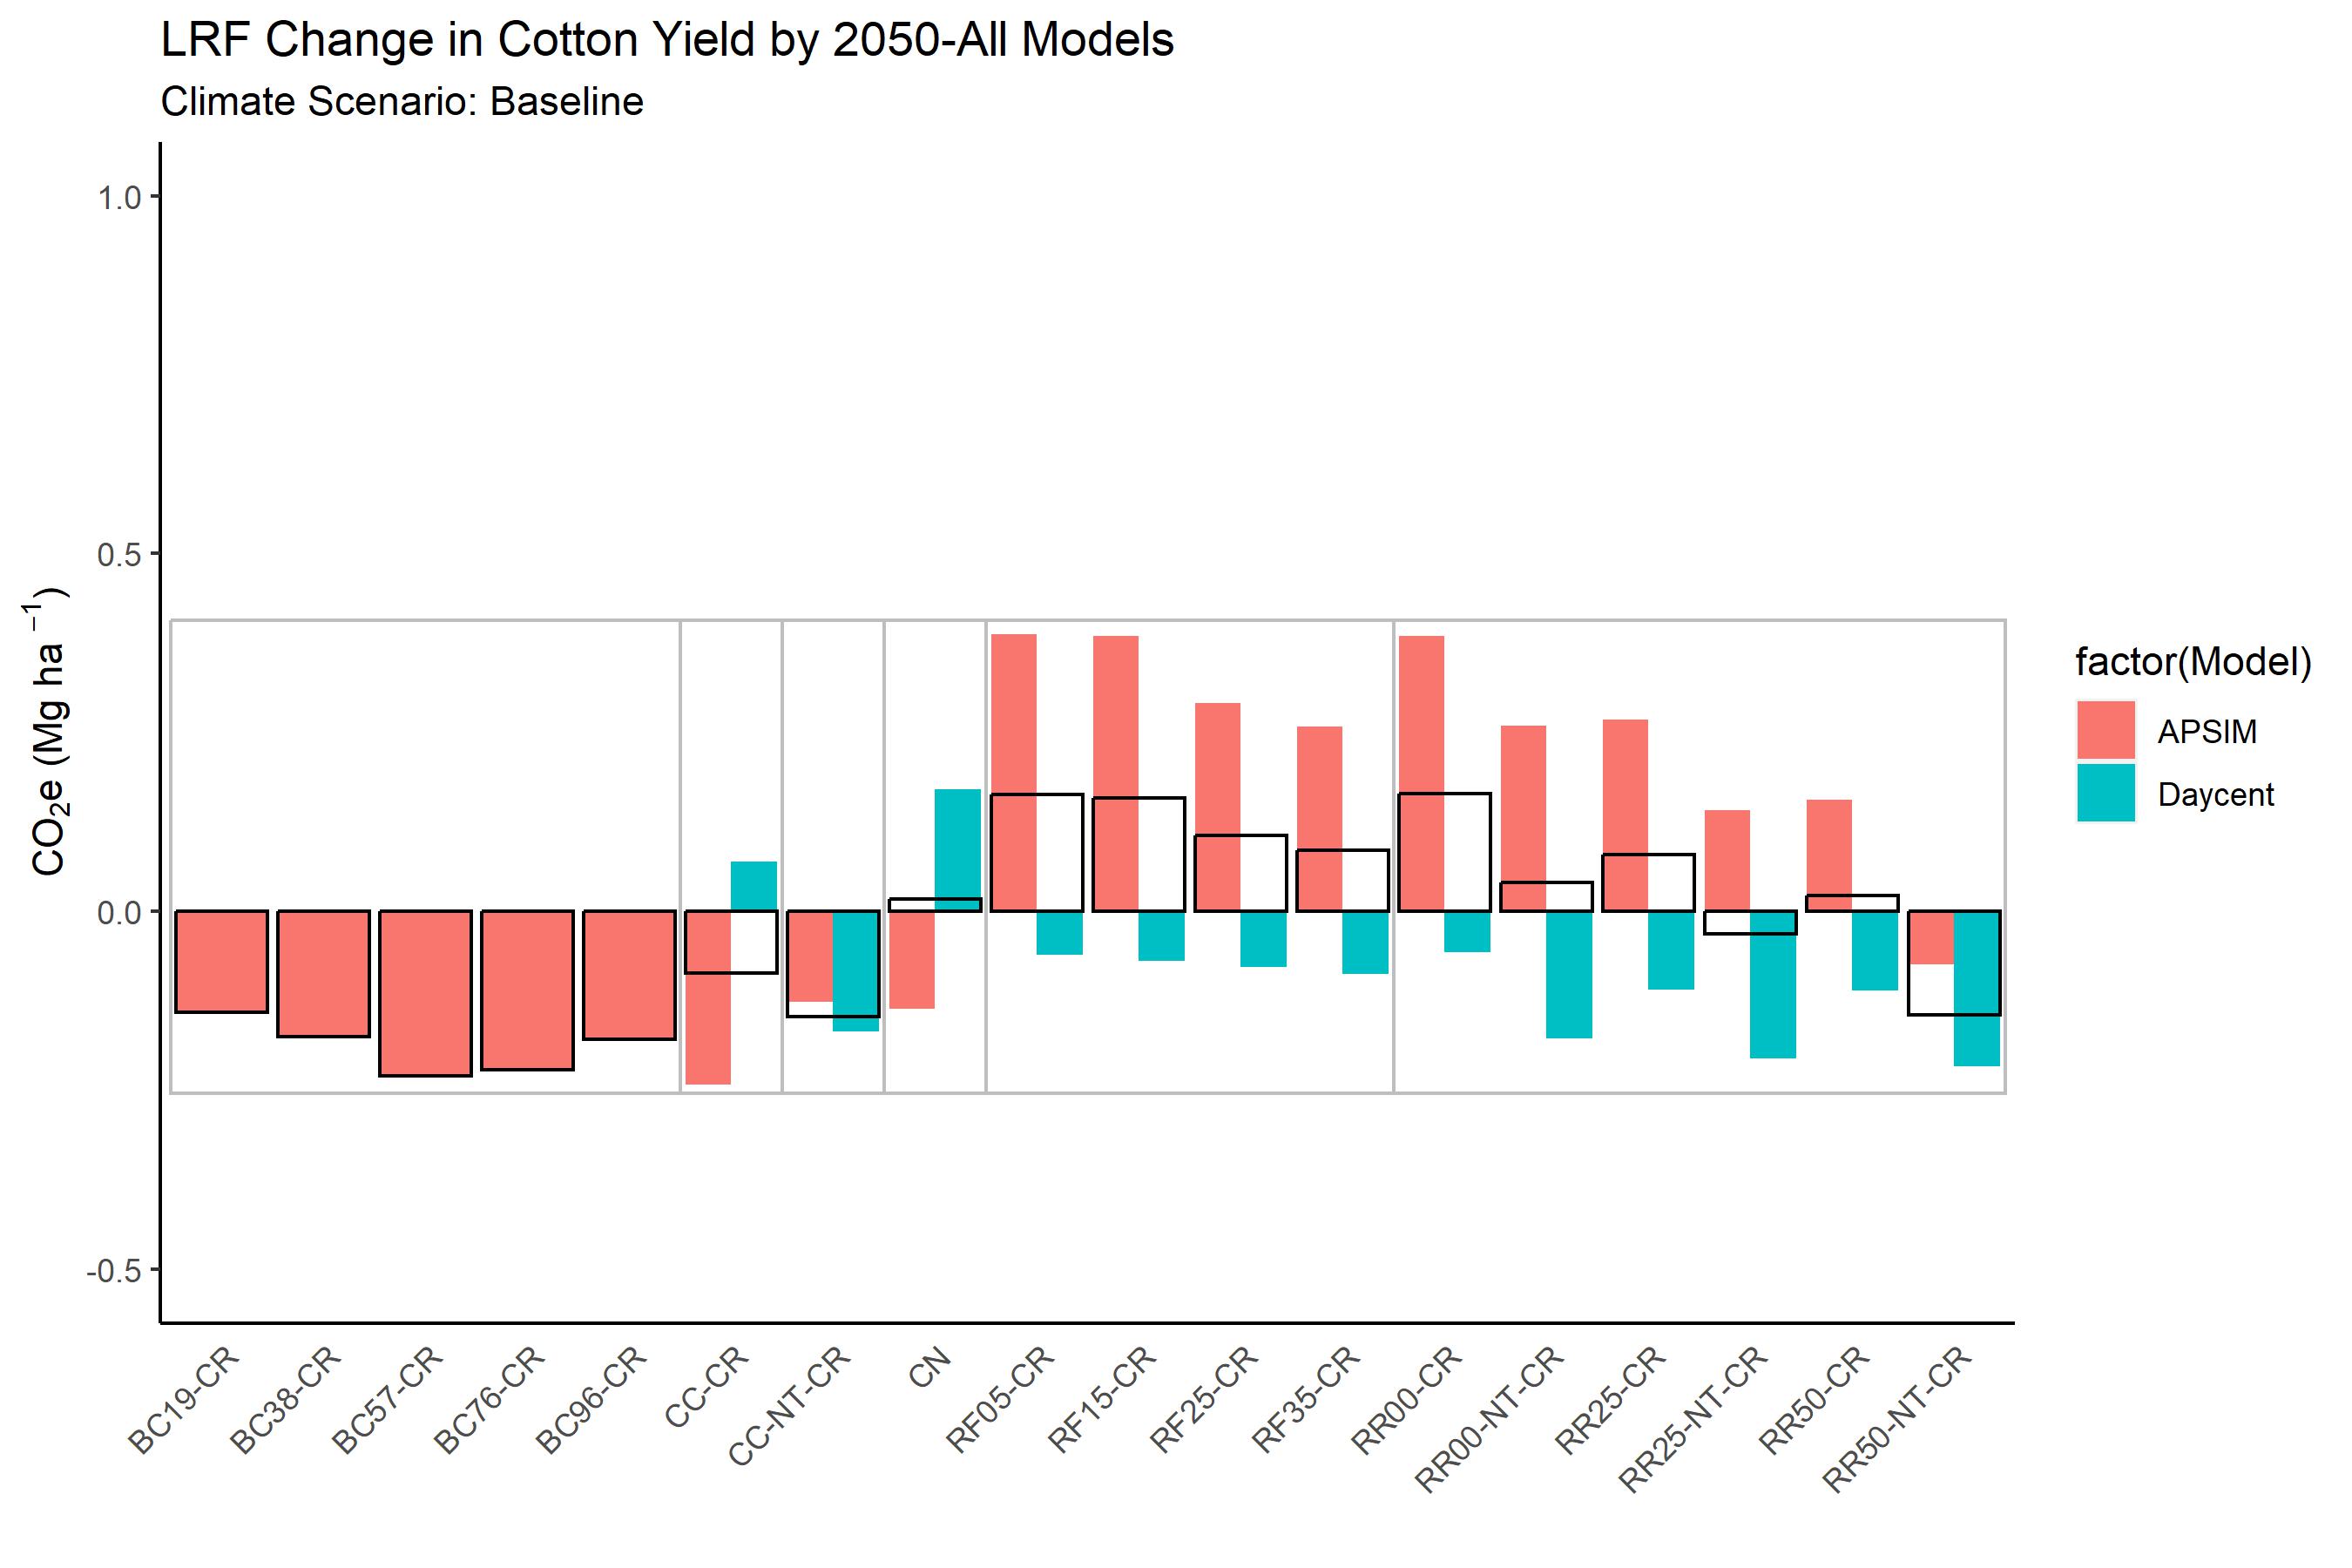 LRF Change in Cotton Yield by 2050-All Models
Climate Scenario: Baseline
CO₂e (Mg ha ⁻¹)
1.0
0.5
0.0
-0.5
BC19-CR
BC38-CR
BC57-CR
BC76-CR
BC96-CR
CC-CR
CC-NT-CR
CN
RF05-CR
RF15-CR
RF25-CR
RF35-CR
RR00-CR
RR00-NT-CR
RR25-CR
RR25-NT-CR
RR50-CR
RR50-NT-CR
factor(Model)
APSIM
Daycent